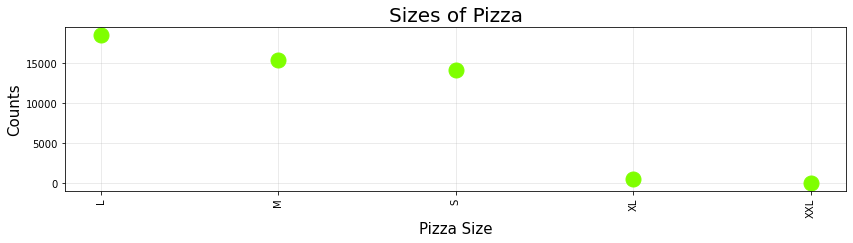 Sizes of Pizza
Counts
15000
10000
5000
0
L
M
S
XL
XXL
Pizza Size